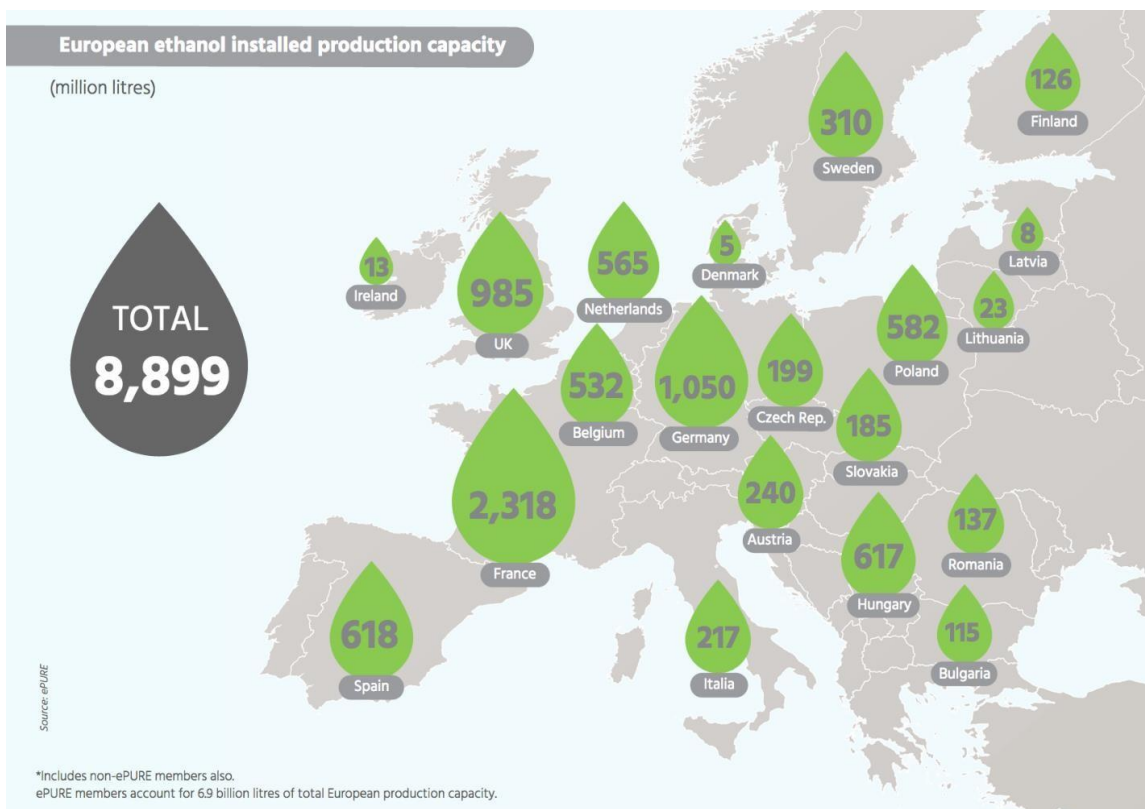 European ethanol installed production capacity
(million litres)
126
Finland
310
Sweden
TOTAL
8,899
13
Ireland
985
UK
565
Netherlands
5
Denmark
8
Latvia
23
Lithuania
582
Poland
532
Belgium
1,050
Germany
199
Czech Rep.
185
Slovakia
2,318
France
240
Austria
617
Hungary
137
Romania
618
Spain
217
Italia
115
Bulgaria
Source: ePURE
*Includes non-ePURE members also.
ePURE members account for 6.9 billion litres of total European production capacity.